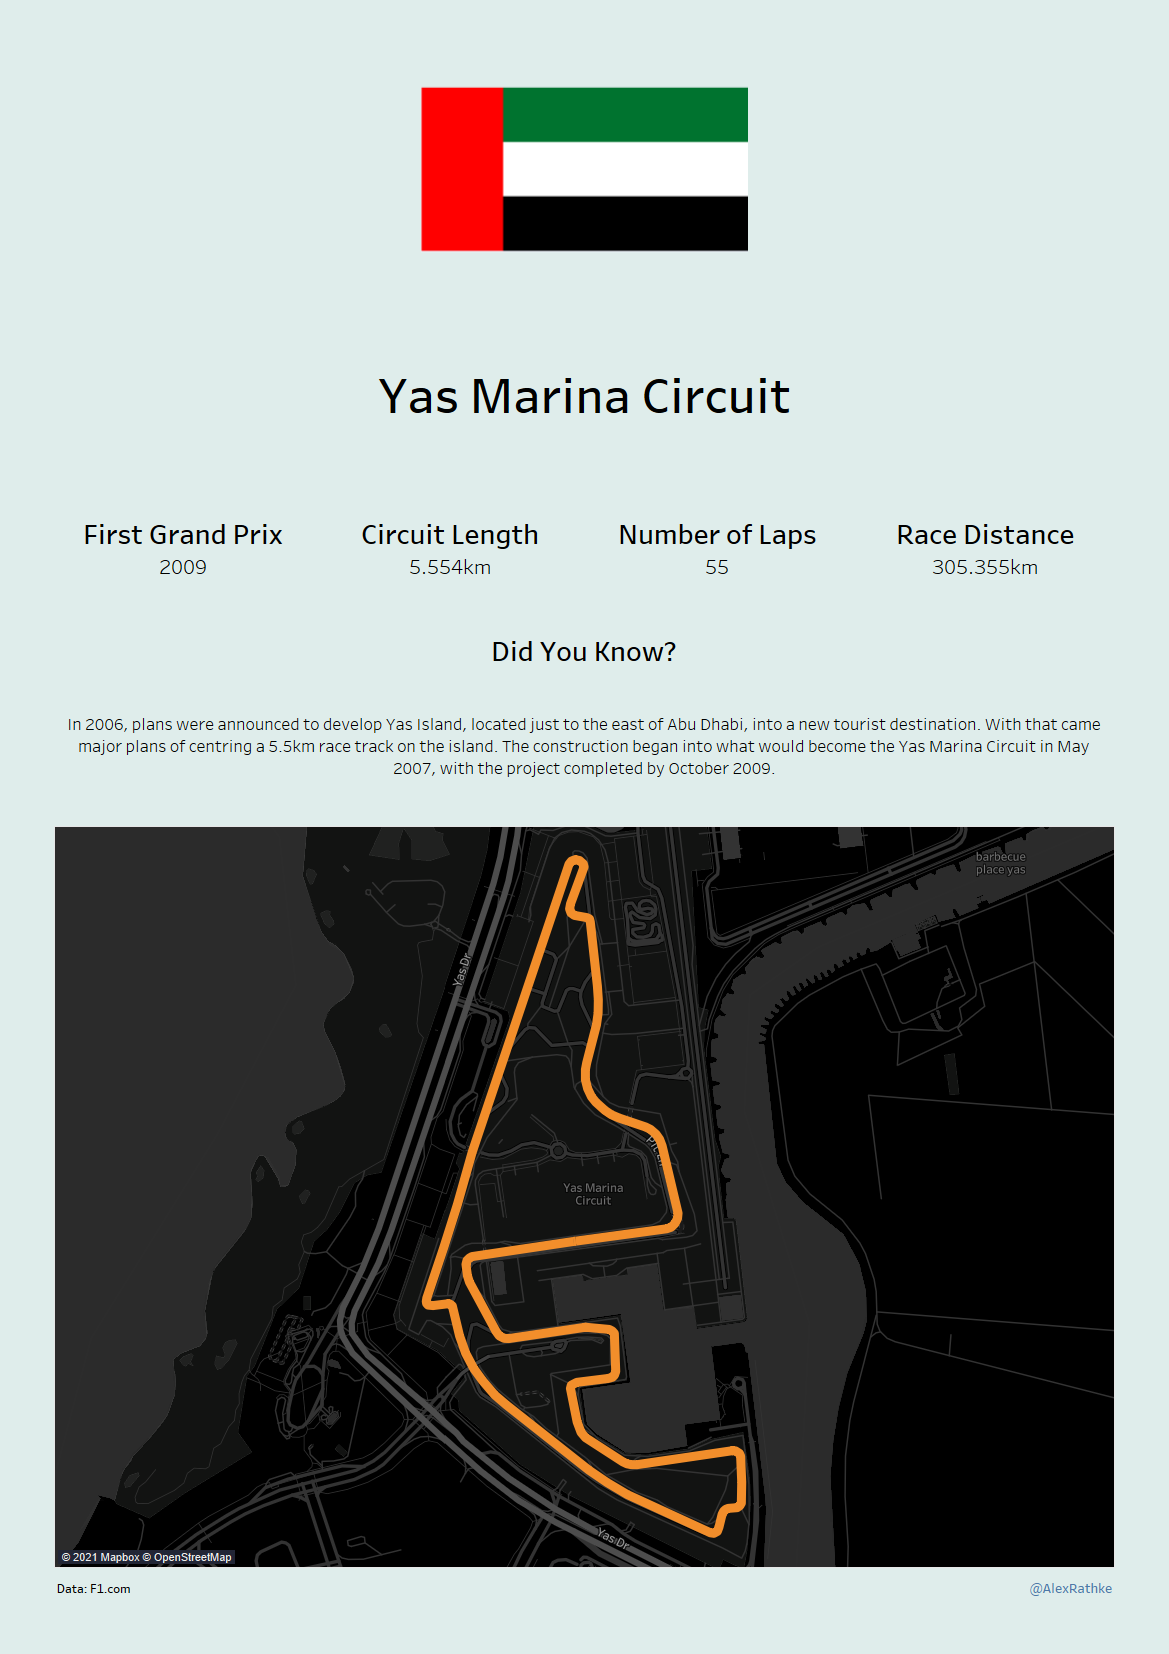 Yas Marina Circuit
First Grand Prix
2009
Circuit Length
5.554km
Number of Laps
55
Race Distance
305.355km
Did You Know?
In 2006, plans were announced to develop Yas Island, located just to the east of Abu Dhabi, into a new tourist destination. With that came
major plans of centring a 5.5km race track on the island. The construction began into what would become the Yas Marina Circuit in May
2007, with the project completed by October 2009.
barbecue
place yas
Yas Dr
Yas Marina
Circuit
Yas Dr
© 2021 Mapbox © OpenStreetMap
Data: F1.com
@AlexRathke